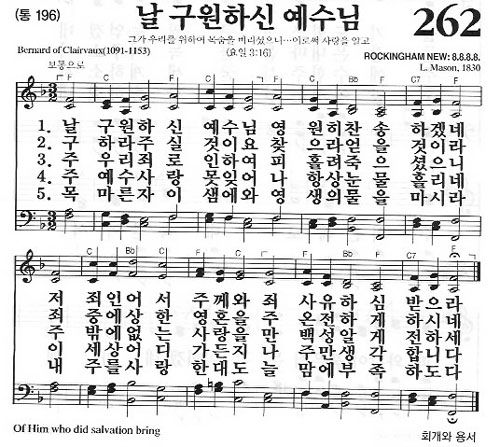 (통 196)
날 구원하신 예수님
262
그가 우리를 위하여 목숨을 버리셨으니…이로써 사랑을 알고
(요일 3:16)
Bernard of Clairvaux(1091-1153)
ROCKINGHAM NEW: 8.8.8.8.
L. Mason, 1830
보통으로
F C F C F C Bb F C7 F
1. 날 구원하신 예수님 영원히찬송 하겠네
2. 구하라주실 것이요 찾으라얻을 것이라
3. 주 우리죄로 인하여 피 흘려 셨으니
4. 주 예수사랑 못잊어 나 항상눈물 흘리네
5. 목마른자이 샘에와 영생의물을 마시라
C Bb C F C F C7 F
저 죄인어서 주께와 죄 사유하심 받으라
죄 중에상한 영혼을 주 온전하게 하시네
주 밖에없는 사랑을 만 백성에게 전하세
이 세상어디 가든지 나 주만생각 합니다
내 주를사랑 한대도 늘 맘에부족 하도다
Of Him who did salvation bring
회개와 용서